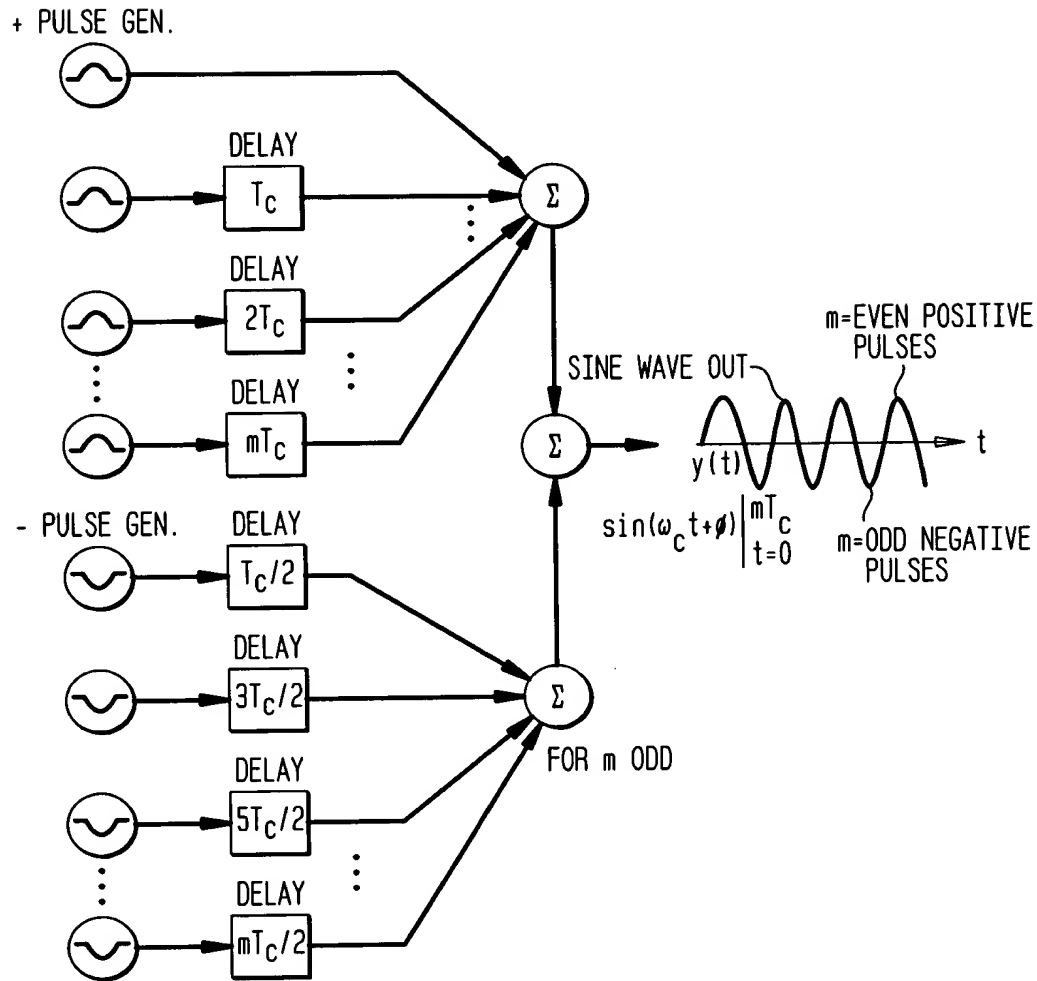 + PULSE GEN.
DELAY
T_C
Σ
DELAY
2T_C
DELAY
mT_C
m=EVEN POSITIVE
PULSES
SINE WAVE OUT
Σ
y(t)
t
sin(ω_c t+ϕ)|
mT_C
t=0
m=ODD NEGATIVE
PULSES
- PULSE GEN.
DELAY
T_C/2
DELAY
3T_C/2
Σ
FOR m ODD
DELAY
5T_C/2
DELAY
mT_C/2